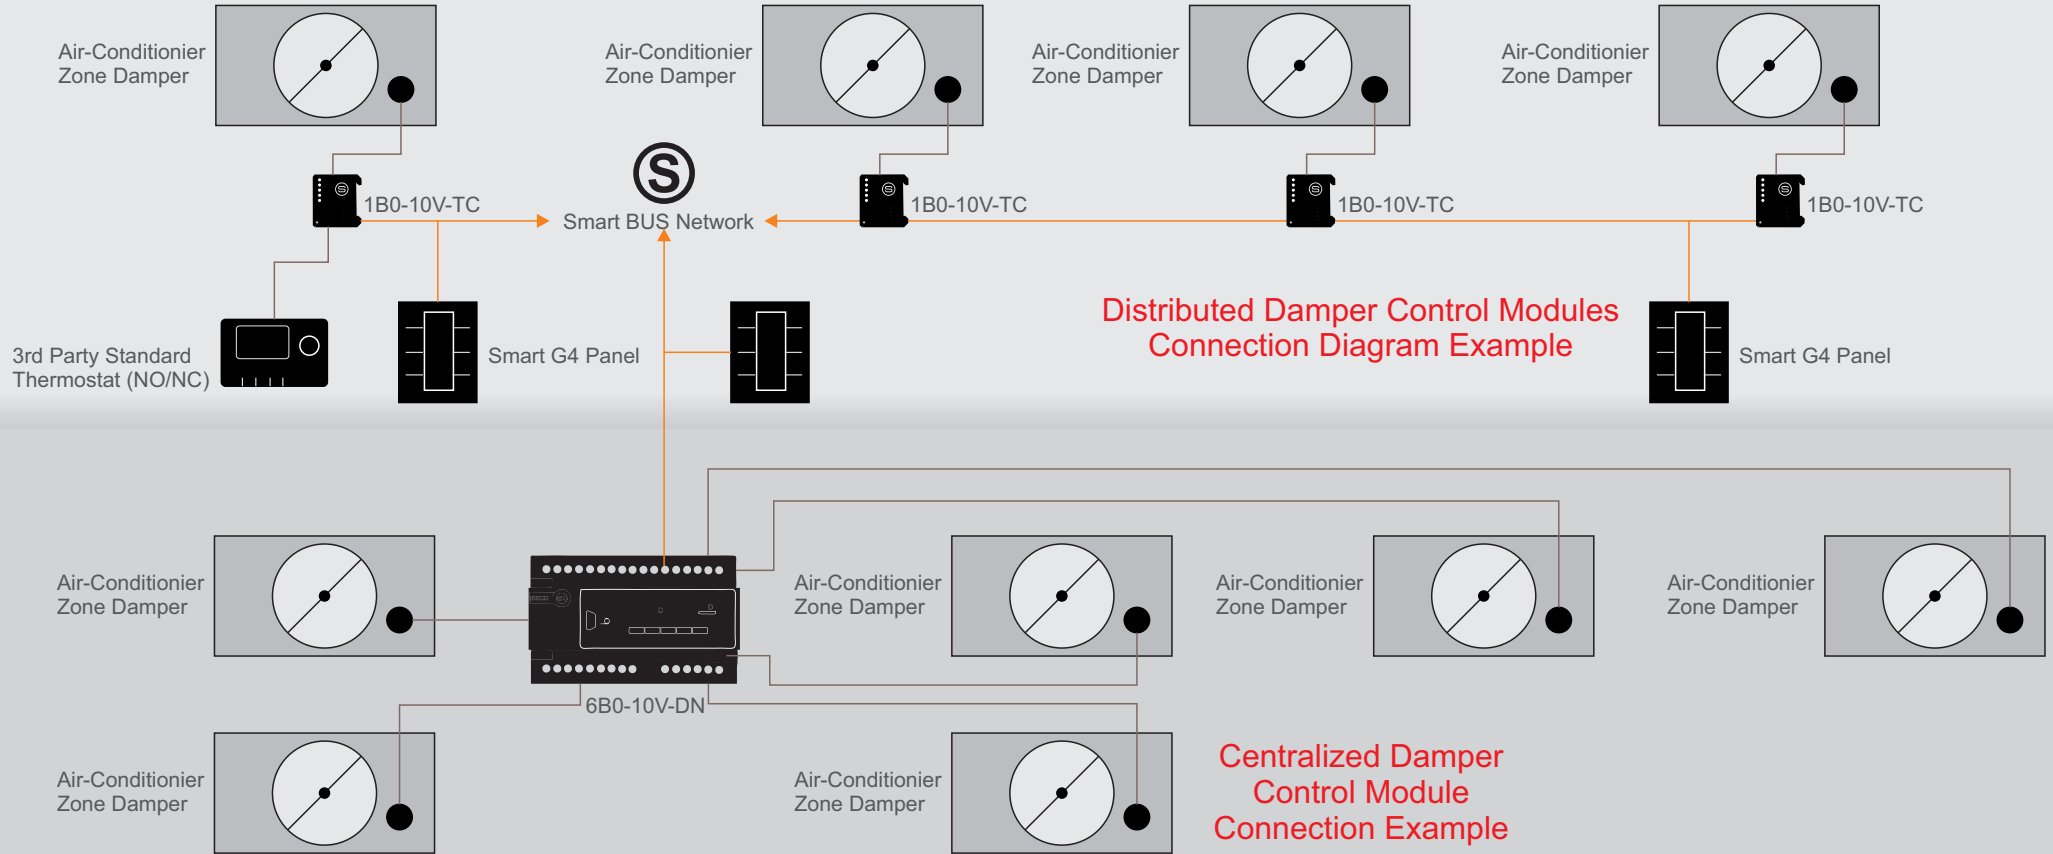 Air-Conditionier
Zone Damper
Air-Conditionier
Zone Damper
Air-Conditionier
Zone Damper
Air-Conditionier
Zone Damper
S
S
S
S
S
1B0-10V-TC
1B0-10V-TC
1B0-10V-TC
1B0-10V-TC
Smart BUS Network
Distributed Damper Control Modules
Connection Diagram Example
3rd Party Standard
Thermostat (NO/NC)
Smart G4 Panel
Smart G4 Panel
Air-Conditionier
Zone Damper
Air-Conditionier
Zone Damper
Air-Conditionier
Zone Damper
Air-Conditionier
Zone Damper
6B0-10V-DN
Air-Conditionier
Zone Damper
Air-Conditionier
Zone Damper
Centralized Damper
Control Module
Connection Example